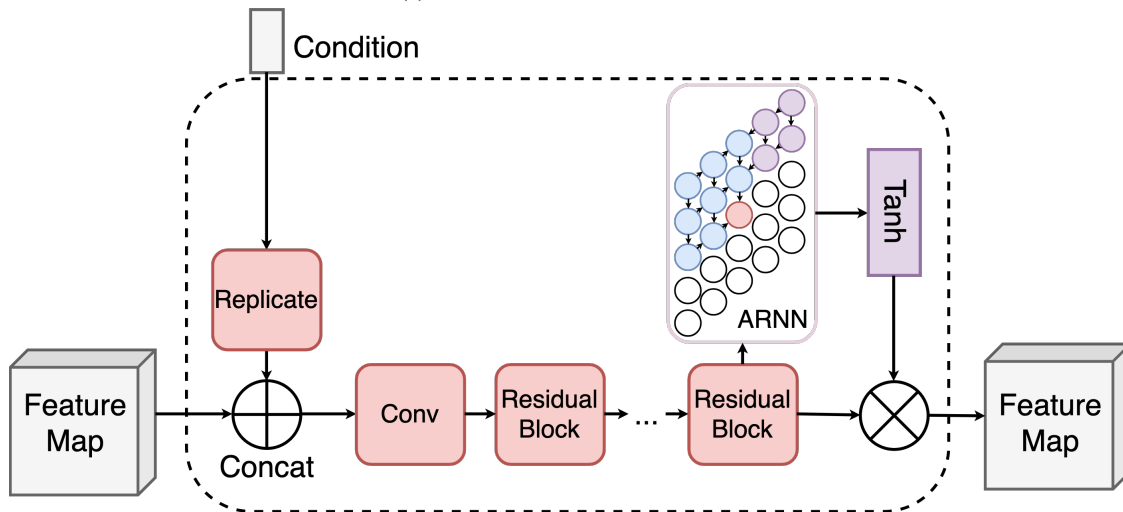 Condition
Replicate
Feature
Map
Concat
Conv
Residual
Block
...
Residual
Block
ARNN
Tanh
Feature
Map